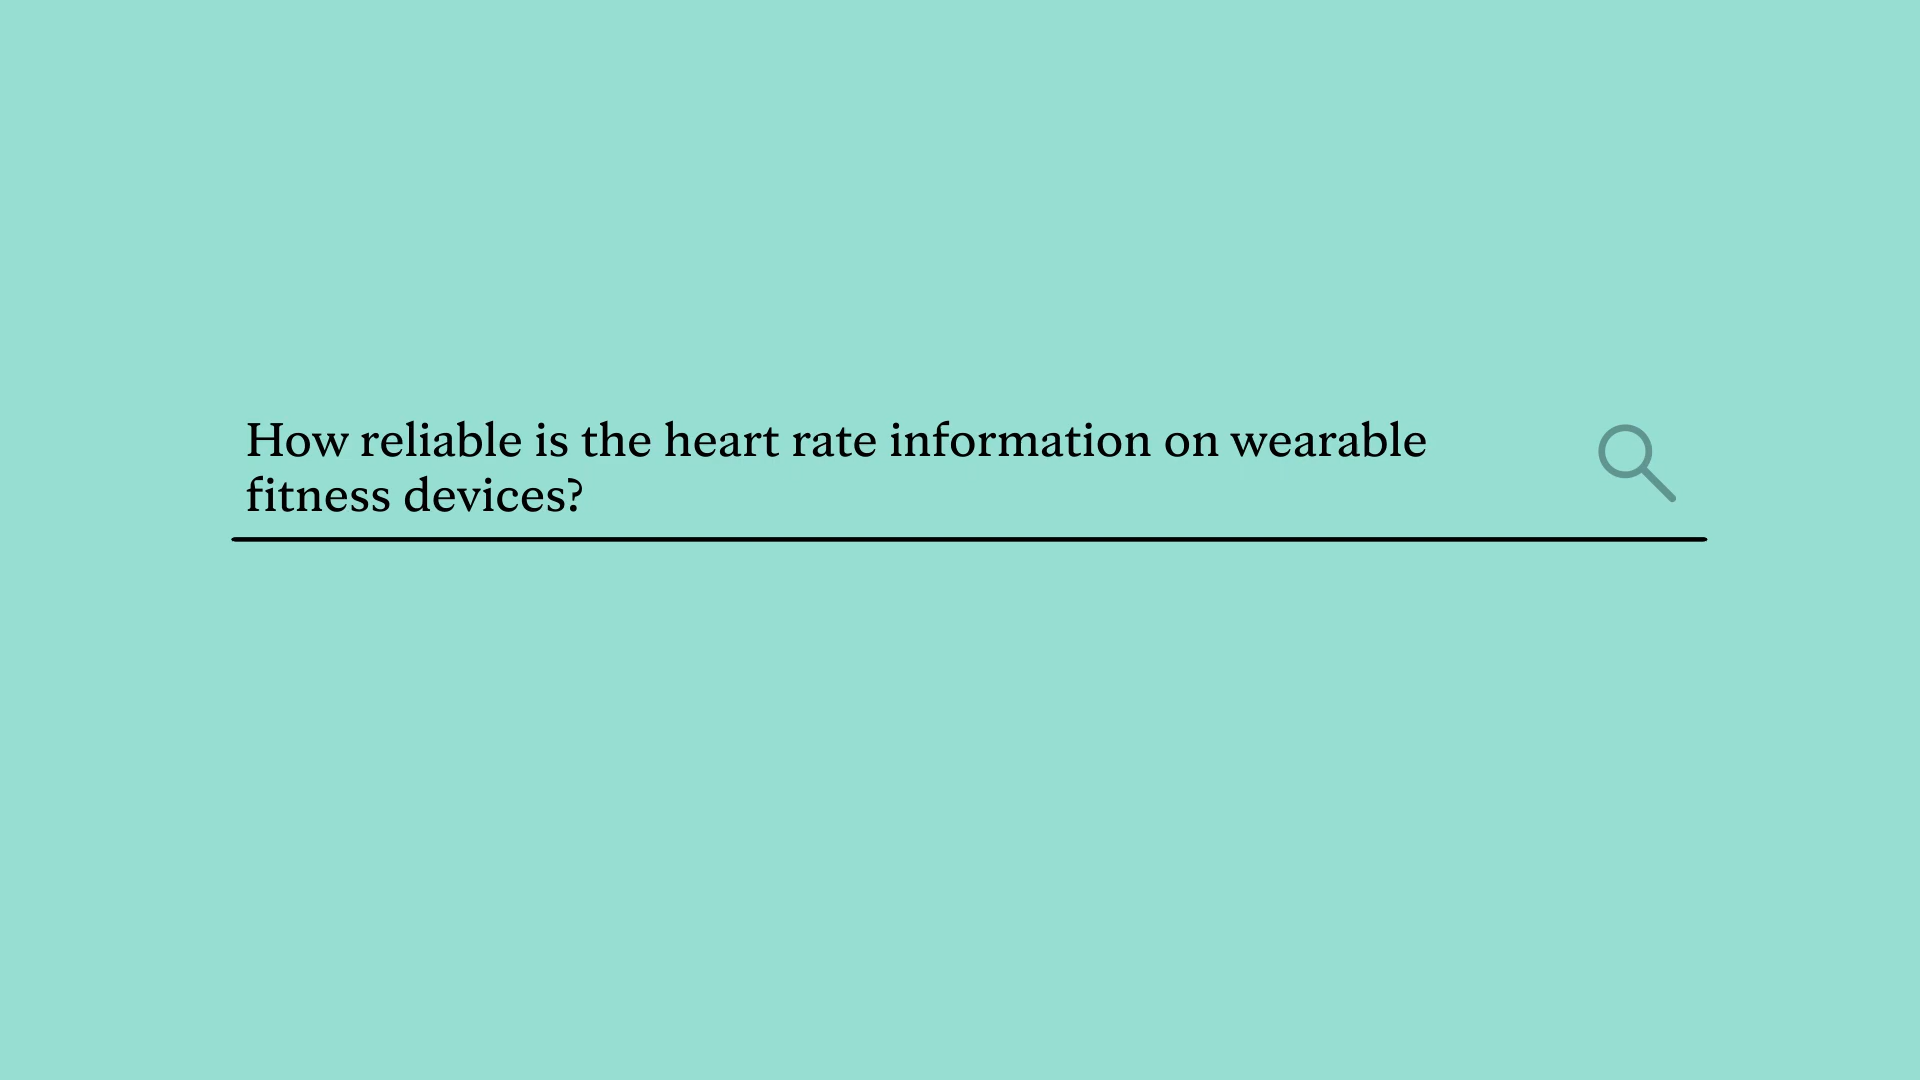 How reliable is the heart rate information on wearable
fitness devices?